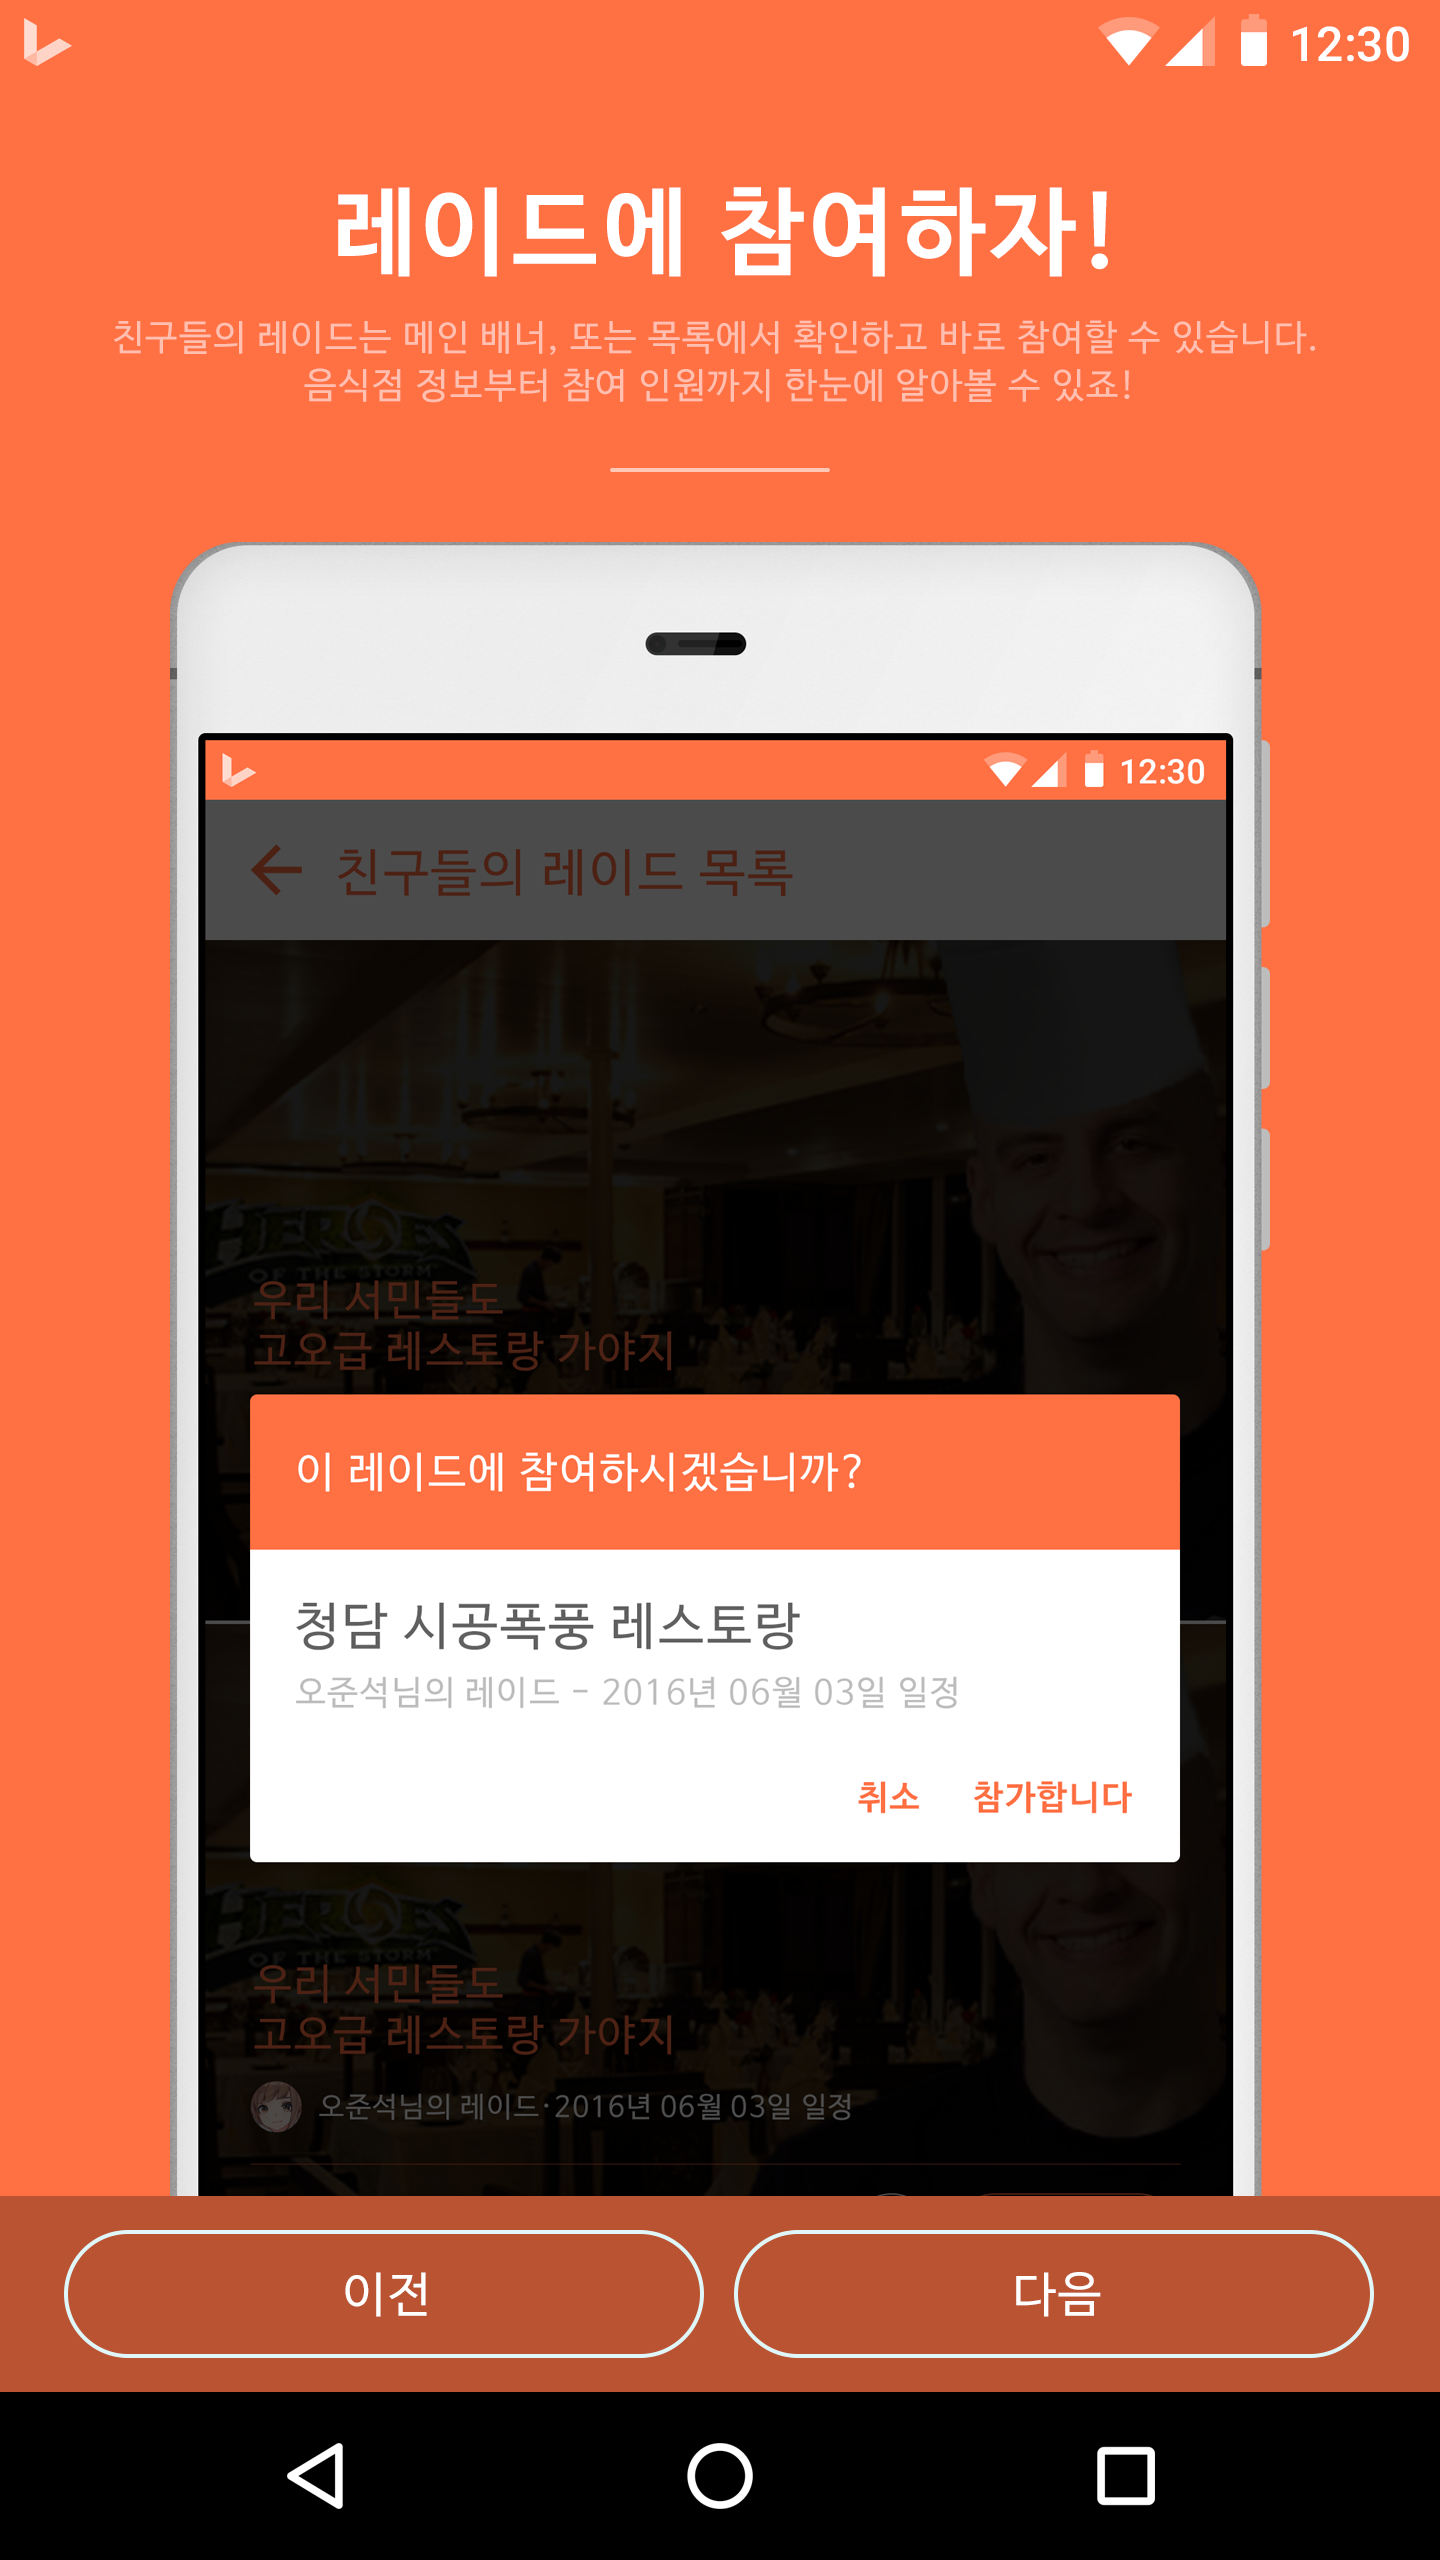 12:30
레이드에 참여하자!
친구들의 레이드는 메인 배너, 또는 목록에서 확인하고 바로 참여할 수 있습니다.
음식점 정보부터 참여 인원까지 한눈에 알아볼 수 있죠!
12:30
친구들의 레이드 목록
HEROES
OF THE STORM
우리 서민들도
고오급 레스토랑 가야지
이 레이드에 참여하시겠습니까?
청담 시공폭풍 레스토랑
오준석님의 레이드 - 2016년 06월 03일 일정
취소 참가합니다
HEROES
OF THE STORM
우리 서민들도
고오급 레스토랑 가야지
오준석님의 레이드·2016년 06월 03일 일정
이전 다음